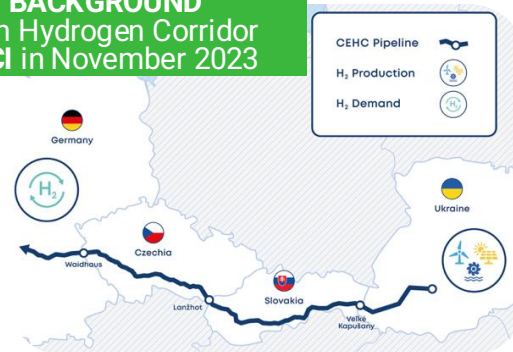 BACKGROUND
n Hydrogen Corridor
CI in November 2023
CEHC Pipeline
H₂ Production
H₂ Demand
Germany
H₂
Ukraine
Czechia
Waidhaus
Slovakia
Lanžhot
Veľké
Kapušany